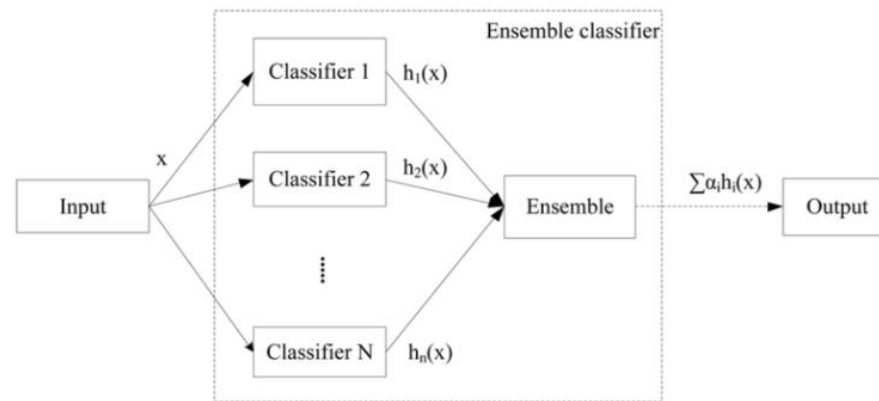 Ensemble classifier
Classifier 1
h₁(x)
x
Classifier 2
h₂(x)
Input
Ensemble
∑αᵢhᵢ(x)
Output
Classifier N
hₙ(x)